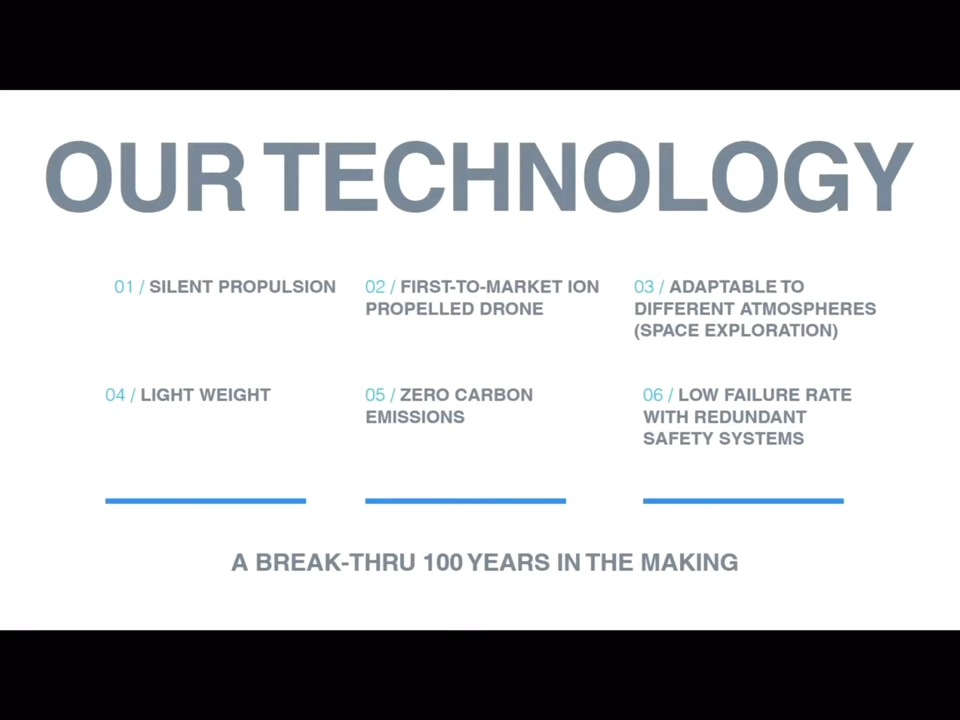 OUR TECHNOLOGY
01 / SILENT PROPULSION
02 / FIRST-TO-MARKET ION
PROPELLED DRONE
03 / ADAPTABLE TO
DIFFERENT ATMOSPHERES
(SPACE EXPLORATION)
04 / LIGHT WEIGHT
05 / ZERO CARBON
EMISSIONS
06 / LOW FAILURE RATE
WITH REDUNDANT
SAFETY SYSTEMS
A BREAK-THRU 100 YEARS IN THE MAKING